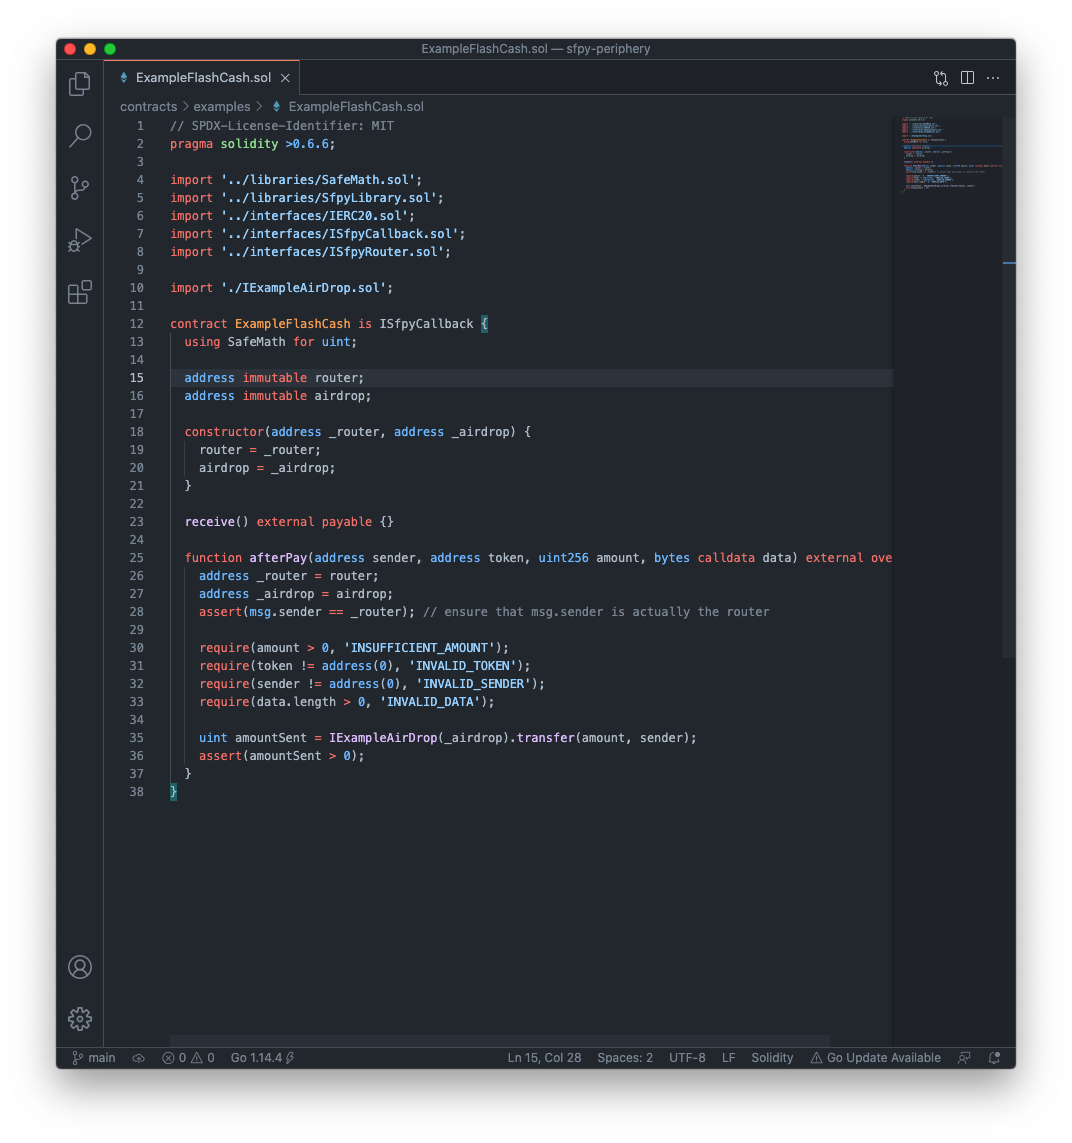 ExampleFlashCash.sol — sfpy-periphery
ExampleFlashCash.sol
contracts > examples > ExampleFlashCash.sol
1 // SPDX-License-Identifier: MIT
2 pragma solidity >0.6.6;
3
4 import '../libraries/SafeMath.sol';
5 import '../libraries/SfpyLibrary.sol';
6 import '../interfaces/IERC20.sol';
7 import '../interfaces/ISfpyCallback.sol';
8 import '../interfaces/ISfpyRouter.sol';
9
10 import './IExampleAirDrop.sol';
11
12 contract ExampleFlashCash is ISfpyCallback {
13 using SafeMath for uint;
14
15 address immutable router;
16 address immutable airdrop;
17
18 constructor(address _router, address _airdrop) {
19 router = _router;
20 airdrop = _airdrop;
21 }
22
23 receive() external payable {}
24
25 function afterPay(address sender, address token, uint256 amount, bytes calldata data) external ove
26 address _router = router;
27 address _airdrop = airdrop;
28 assert(msg.sender == _router); // ensure that msg.sender is actually the router
29
30 require(amount > 0, 'INSUFFICIENT_AMOUNT');
31 require(token != address(0), 'INVALID_TOKEN');
32 require(sender != address(0), 'INVALID_SENDER');
33 require(data.length > 0, 'INVALID_DATA');
34
35 uint amountSent = IExampleAirDrop(_airdrop).transfer(amount, sender);
36 assert(amountSent > 0);
37 }
38 }
main 0 0 Go 1.14.4 Ln 15, Col 28 Spaces: 2 UTF-8 LF Solidity Go Update Available